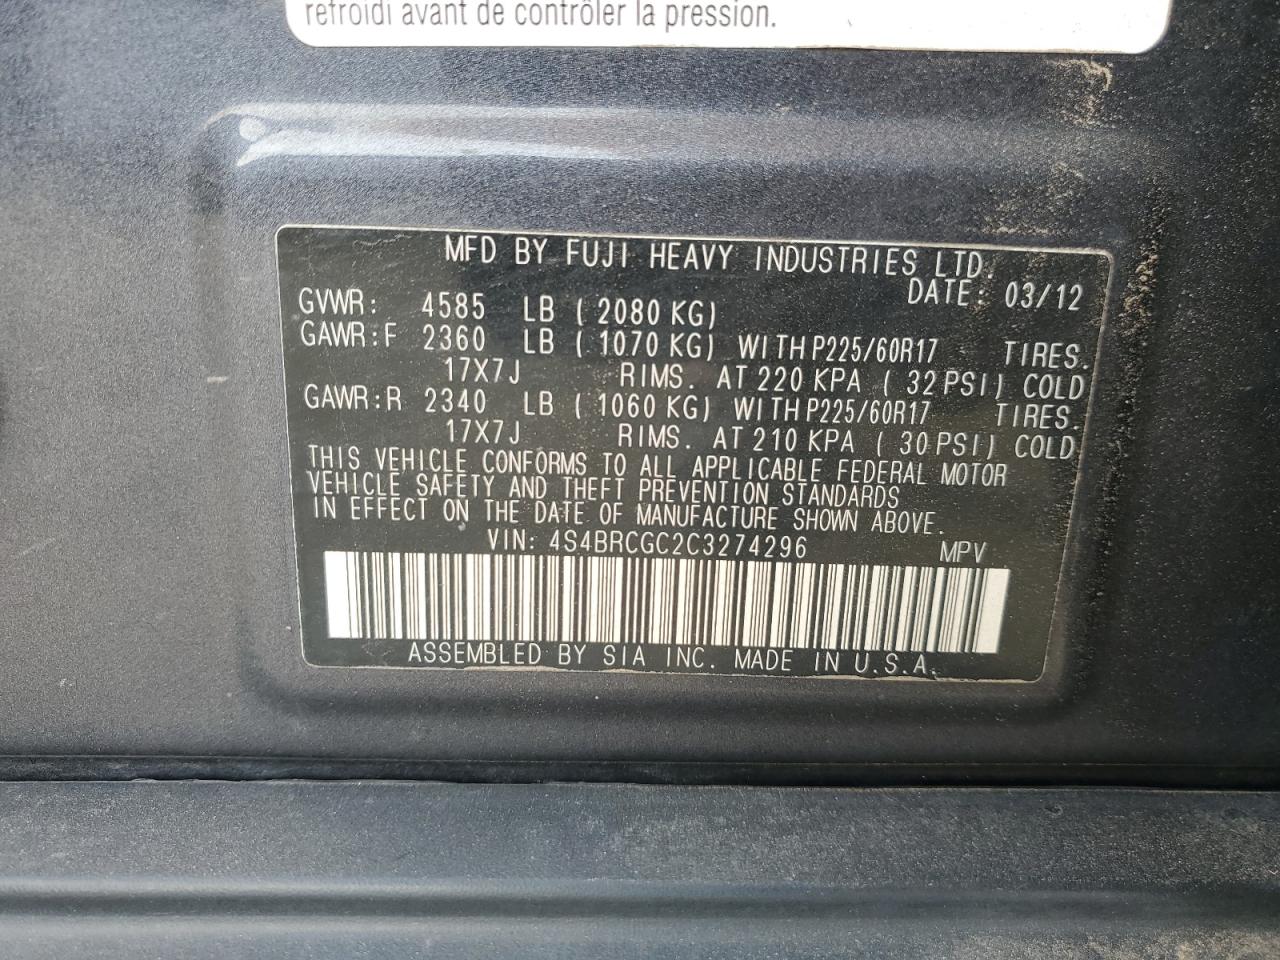 refroidi avant de contrôler la pression.
MFD BY FUJI HEAVY INDUSTRIES LTD.
DATE: 03/12
GVWR: 4585 LB ( 2080 KG)
GAWR:F 2360 LB ( 1070 KG) WITH P225/60R17 TIRES.
17X7J RIMS. AT 220 KPA ( 32 PSI) COLD
GAWR:R 2340 LB ( 1060 KG) WITH P225/60R17 TIRES.
17X7J RIMS. AT 210 KPA ( 30 PSI) COLD
THIS VEHICLE CONFORMS TO ALL APPLICABLE FEDERAL MOTOR
VEHICLE SAFETY AND THEFT PREVENTION STANDARDS
IN EFFECT ON THE DATE OF MANUFACTURE SHOWN ABOVE.
VIN: 4S4BRCGC2C3274296 MPV
ASSEMBLED BY SIA INC. MADE IN U.S.A.